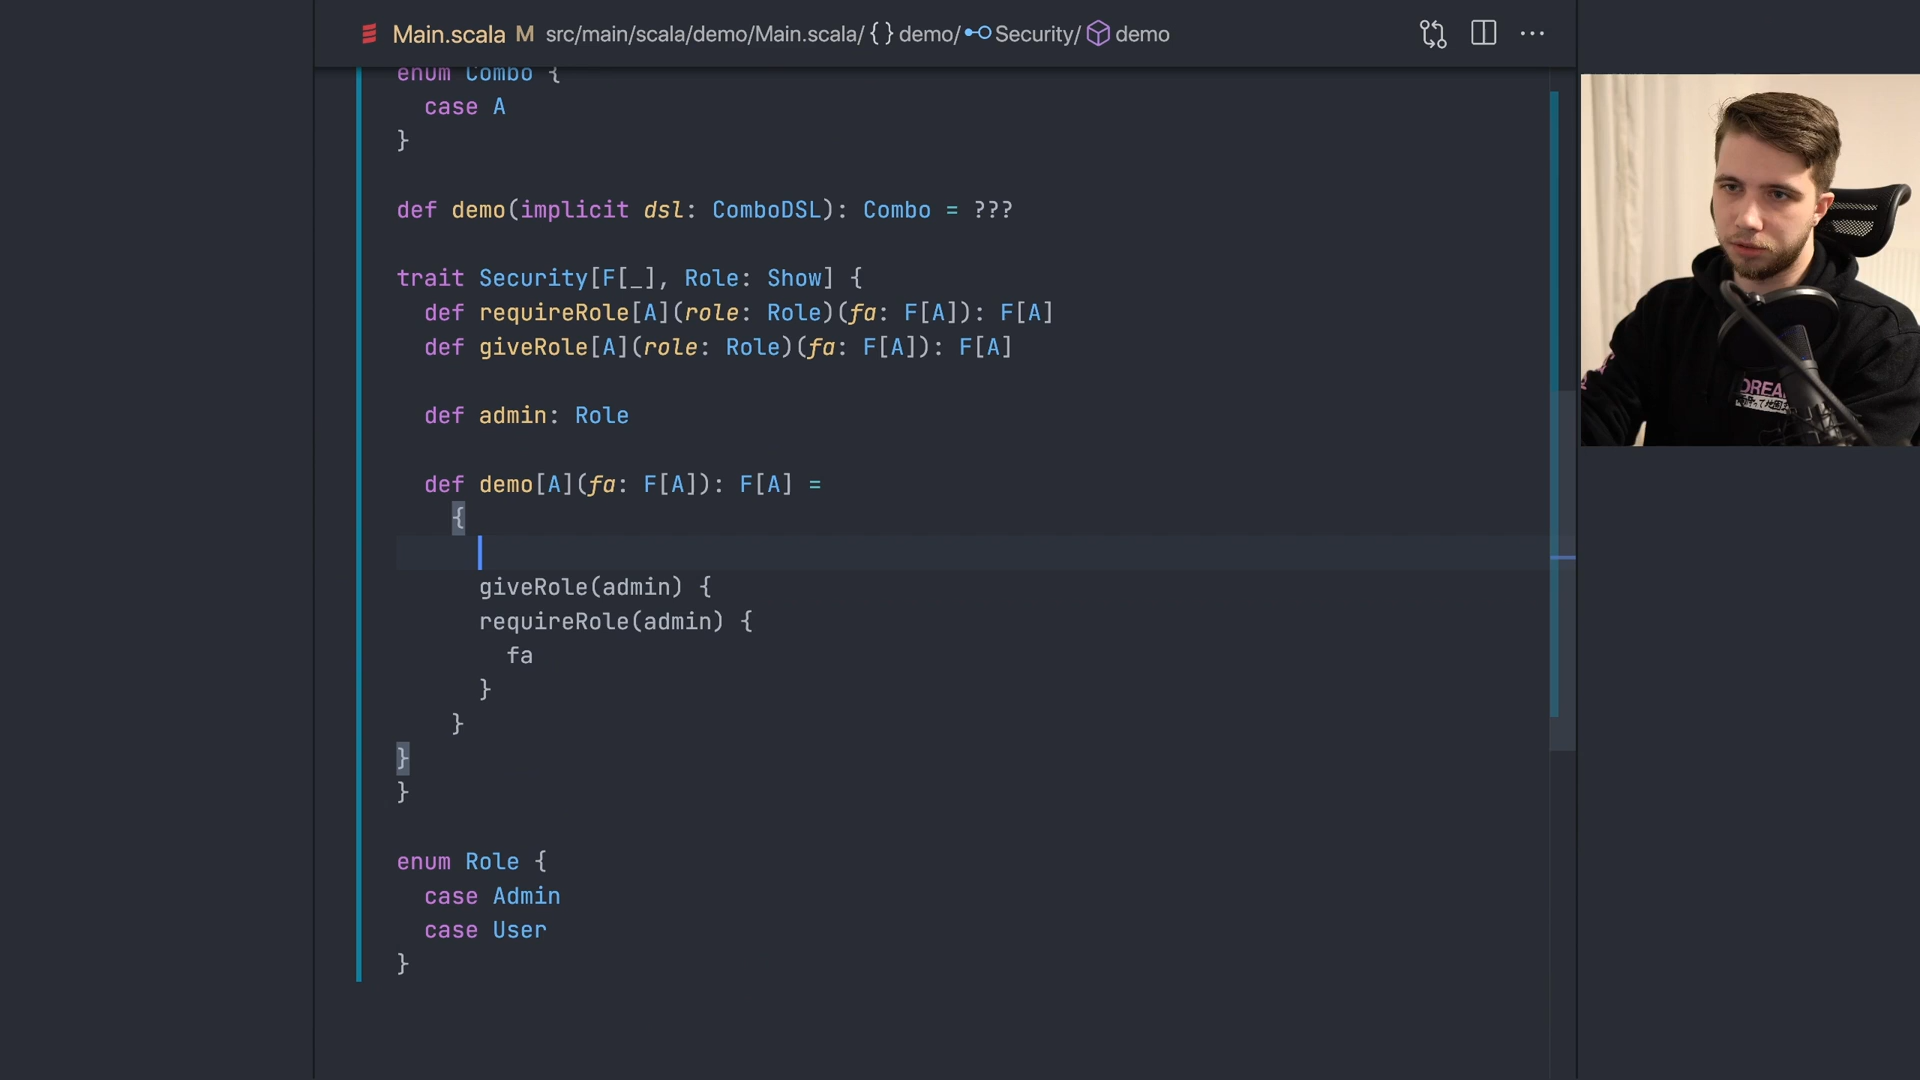 Main.scala M src/main/scala/demo/Main.scala/ {} demo/ Security/ demo
enum Combo {
case A
}
def demo(implicit dsl: ComboDSL): Combo = ???
trait Security[F[_], Role: Show] {
def requireRole[A](role: Role)(fa: F[A]): F[A]
def giveRole[A](role: Role)(fa: F[A]): F[A]
def admin: Role
def demo[A](fa: F[A]): F[A] =
{
giveRole(admin) {
requireRole(admin) {
fa
}
}
}
}
enum Role {
case Admin
case User
}
DREA